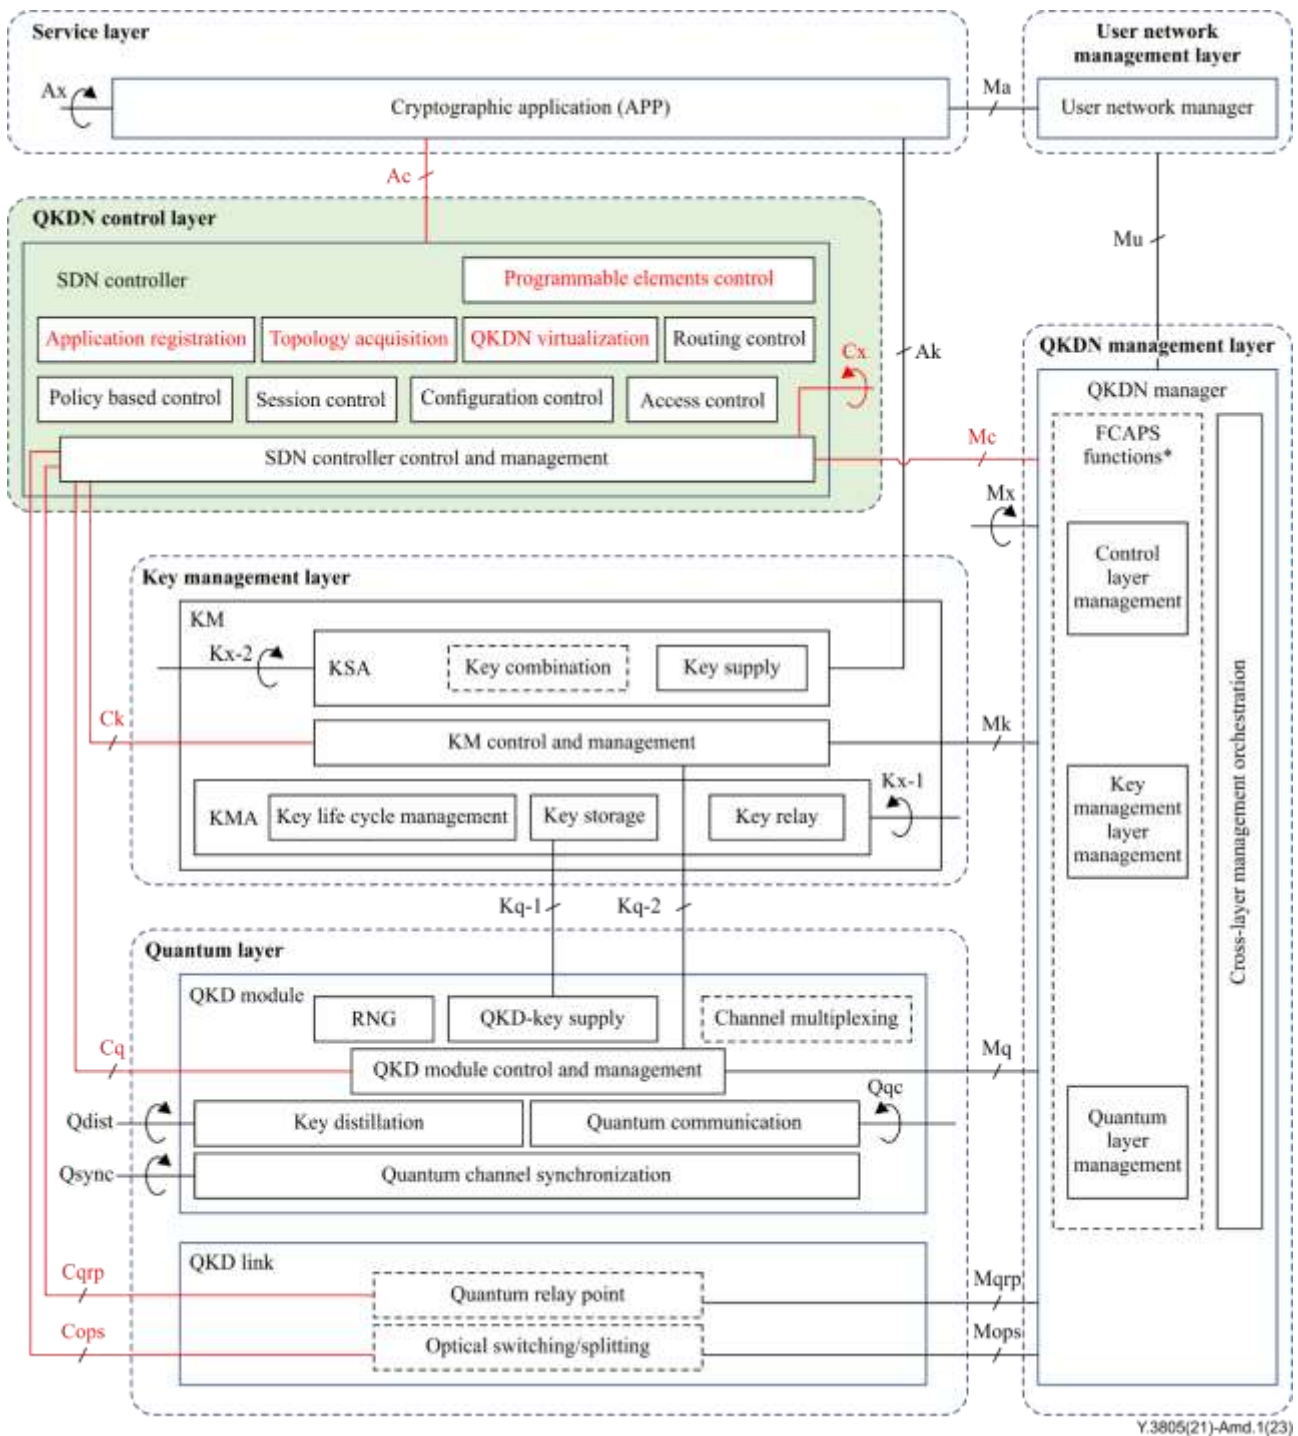 Service layer
User network
management layer
Ax
Cryptographic application (APP)
Ma
User network manager
Ac
QKDN control layer
Mu
SDN controller
Programmable elements control
Application registration
Topology acquisition
QKDN virtualization
Routing control
Cx
Ak
QKDN management layer
Policy based control
Session control
Configuration control
Access control
QKDN manager
SDN controller control and management
Mc
FCAPS
functions*
Mx
Control
layer
management
Key management layer
KM
Kx-2
KSA
Key combination
Key supply
Ck
KM control and management
Mk
Cross-layer management orchestration
Kx-1
KMA
Key life cycle management
Key storage
Key relay
Key
management
layer
management
Kq-1
Kq-2
Quantum layer
QKD module
RNG
QKD-key supply
Channel multiplexing
Cq
QKD module control and management
Mq
Qqc
Qdist
Key distillation
Quantum communication
Quantum
layer
management
Qsync
Quantum channel synchronization
QKD link
Cqrp
Quantum relay point
Mqrp
Cops
Optical switching/splitting
Mops
Y.3805(21)-Amd.1(23)